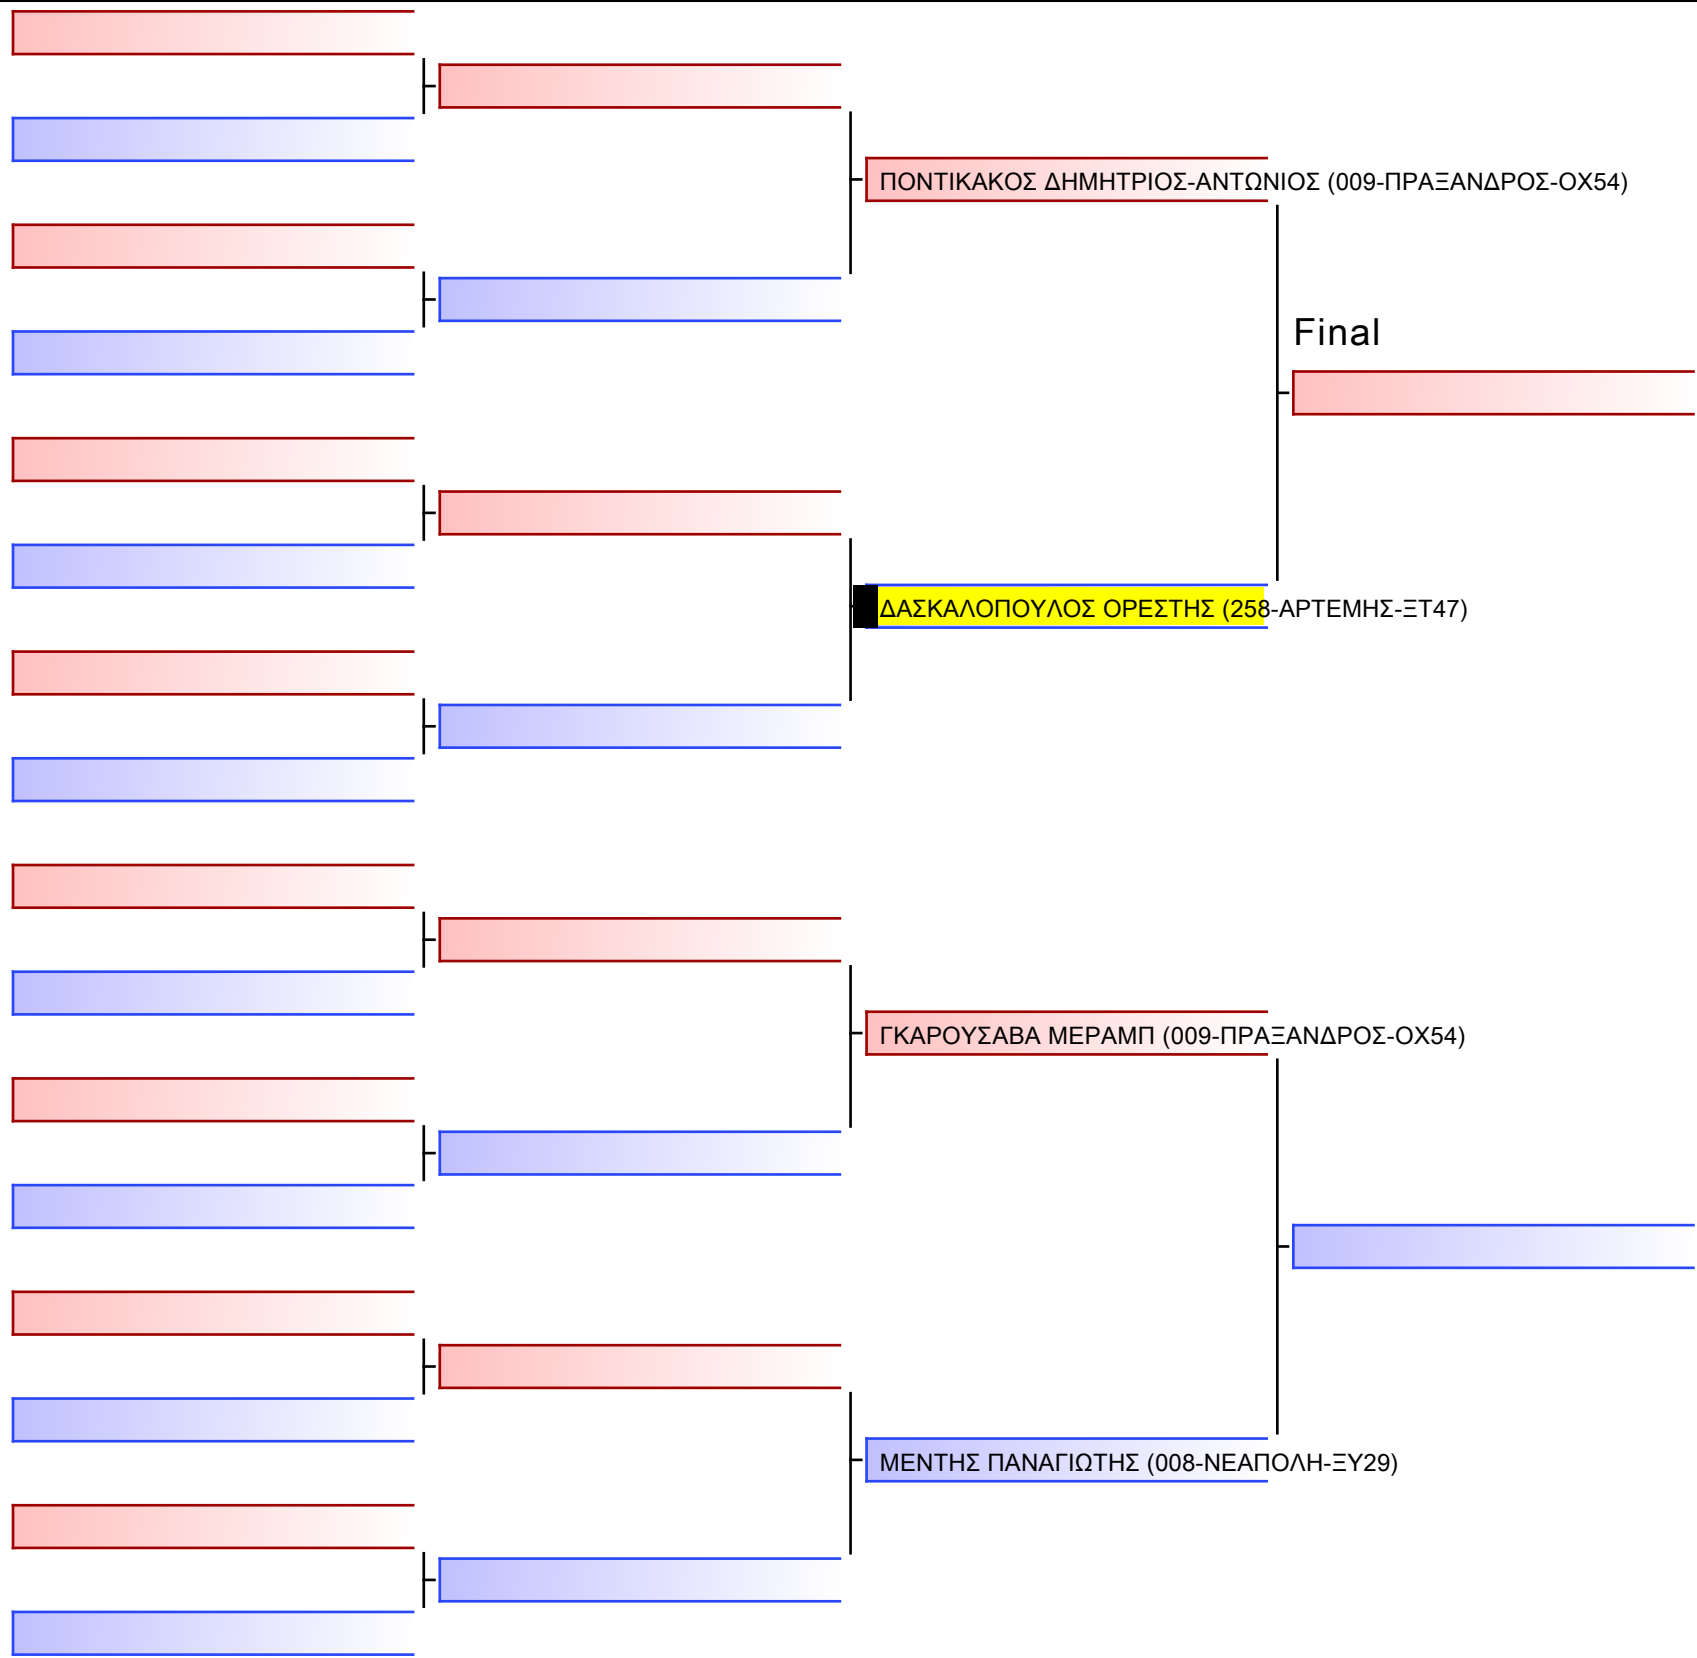 ΠΟΝΤΙΚΑΚΟΣ ΔΗΜΗΤΡΙΟΣ-ΑΝΤΩΝΙΟΣ (009-ΠΡΑΞΑΝΔΡΟΣ-ΟΧ54)
Final
ΔΑΣΚΑΛΟΠΟΥΛΟΣ ΟΡΕΣΤΗΣ (258-ΑΡΤΕΜΗΣ-ΞΤ47)
ΓΚΑΡΟΥΣΑΒΑ ΜΕΡΑΜΠ (009-ΠΡΑΞΑΝΔΡΟΣ-ΟΧ54)
ΜΕΝΤΗΣ ΠΑΝΑΓΙΩΤΗΣ (008-ΝΕΑΠΟΛΗ-ΞΥ29)